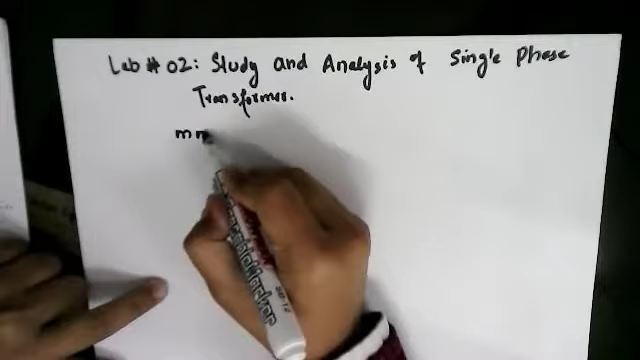 Lab # 02: Study and Analysis of Single Phase
Transformer.